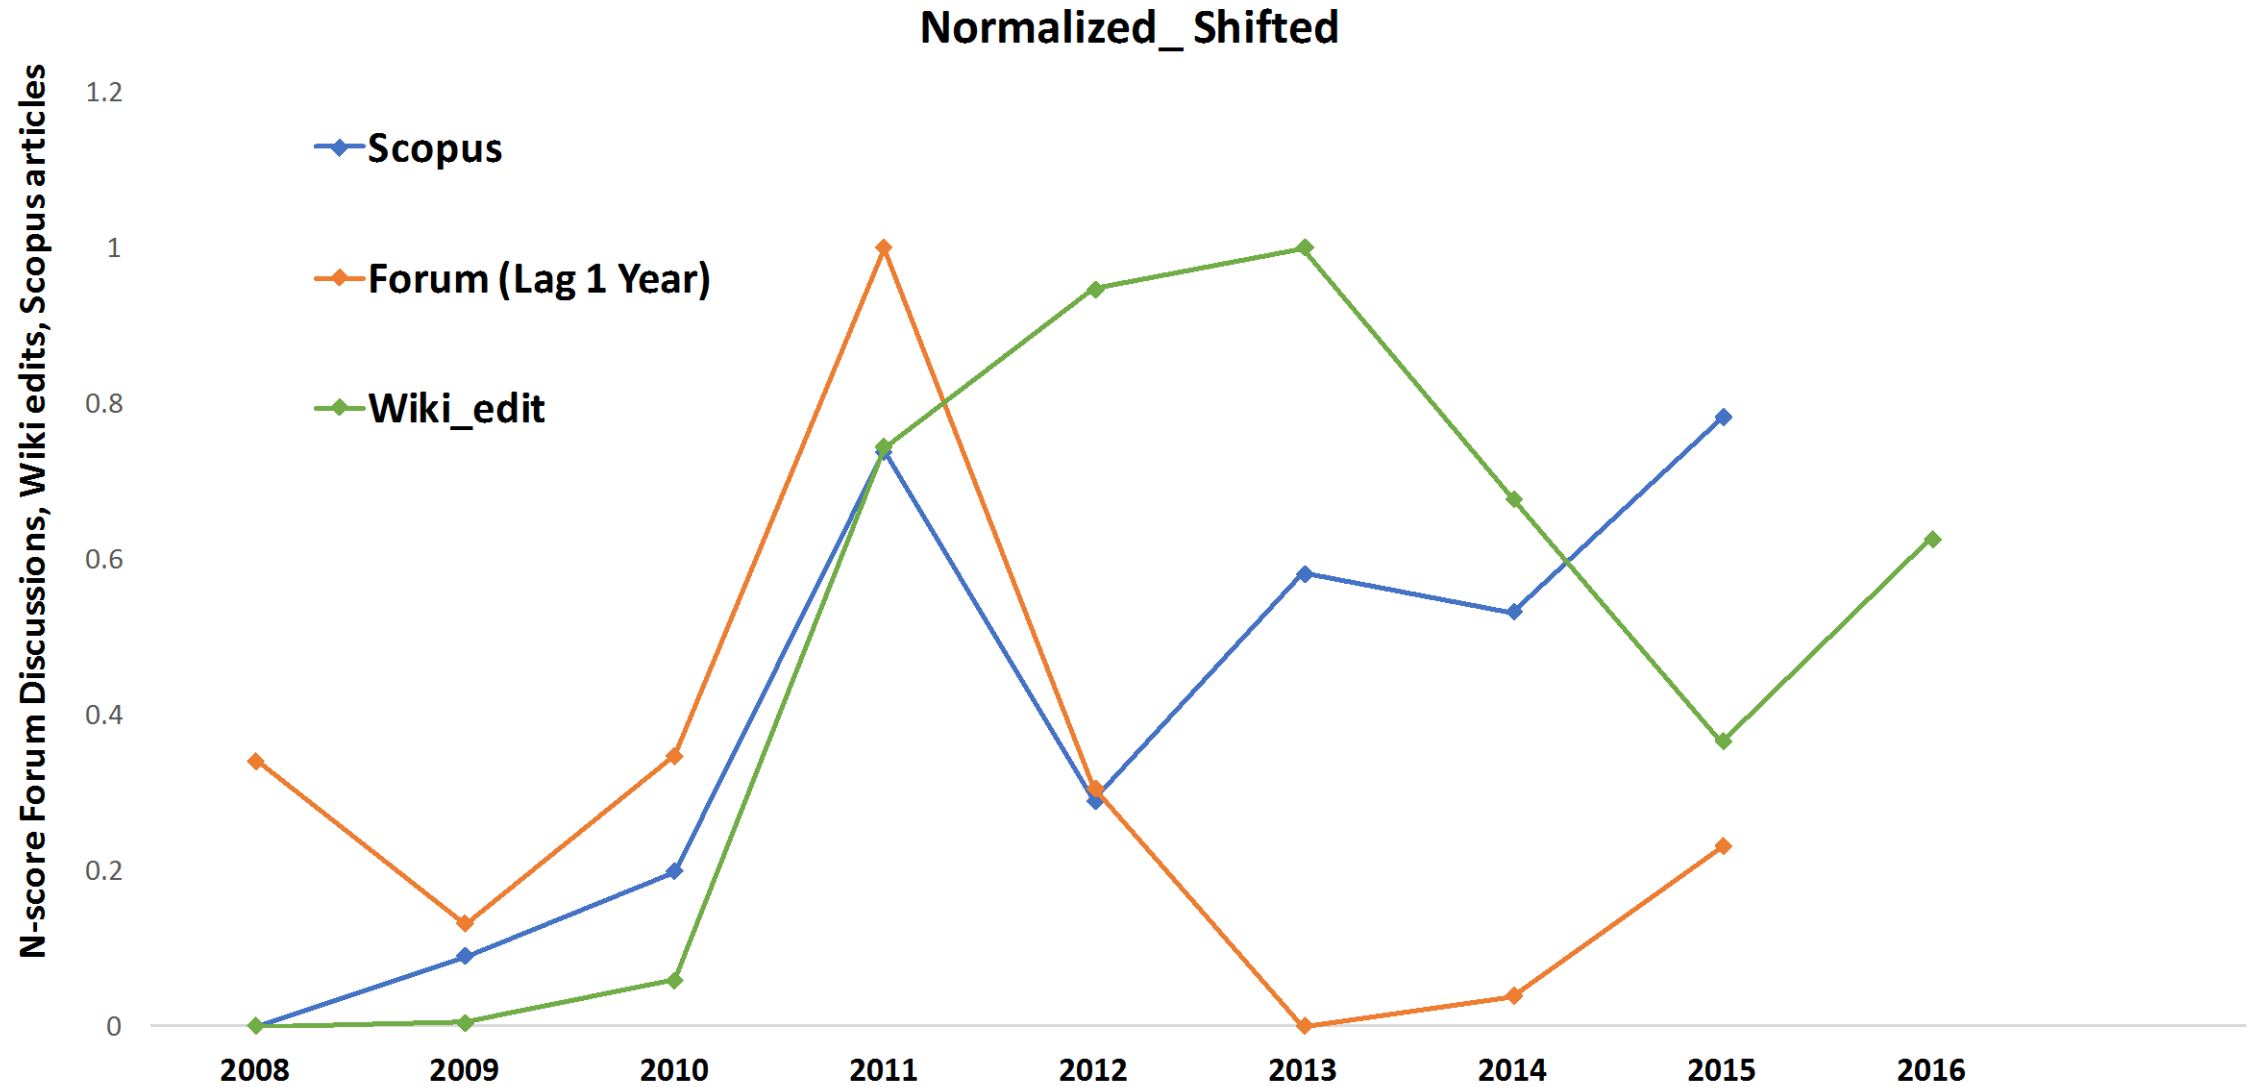 Normalized_ Shifted
N-score Forum Discussions, Wiki edits, Scopus articles
1.2
1
0.8
0.6
0.4
0.2
0
Scopus
Forum (Lag 1 Year)
Wiki_edit
2008 2009 2010 2011 2012 2013 2014 2015 2016